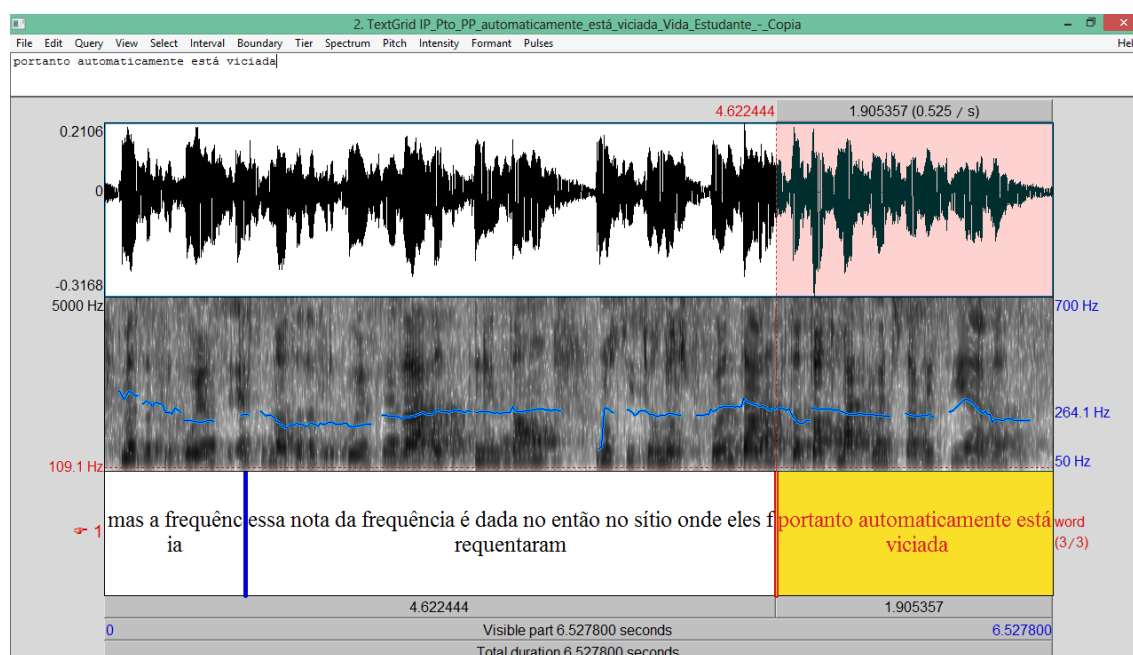 2. TextGrid IP_Pto_PP_automaticamente_está_viciada_Vida_Estudante_-_Copia
File Edit Query View Select Interval Boundary Tier Spectrum Pitch Intensity Formant Pulses Hel
portanto automaticamente está viciada
4.622444 1.905357 (0.525 / s)
0.2106
0
-0.3168
5000 Hz 700 Hz
264.1 Hz
109.1 Hz 50 Hz
1 mas a frequênc essa nota da frequência é dada no então no sítio onde eles f portanto automaticamente está word
ia requentaram viciada (3/3)
4.622444 1.905357
0 Visible part 6.527800 seconds 6.527800
Total duration 6.527800 seconds